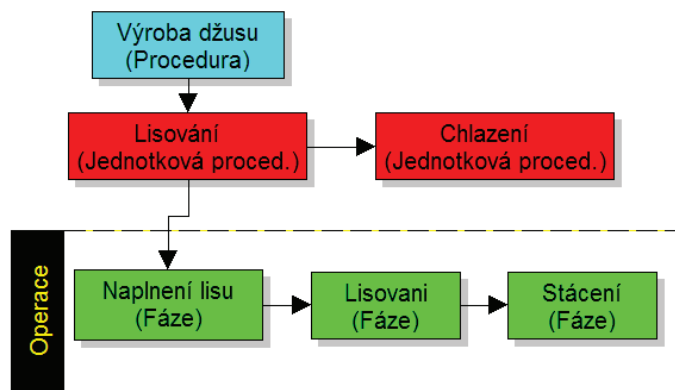 Výroba džusu
(Procedura)
Lisování
(Jednotková proced.)
Chlazení
(Jednotková proced.)
Operace
Naplnení lisu
(Fáze)
Lisovani
(Fáze)
Stácení
(Fáze)